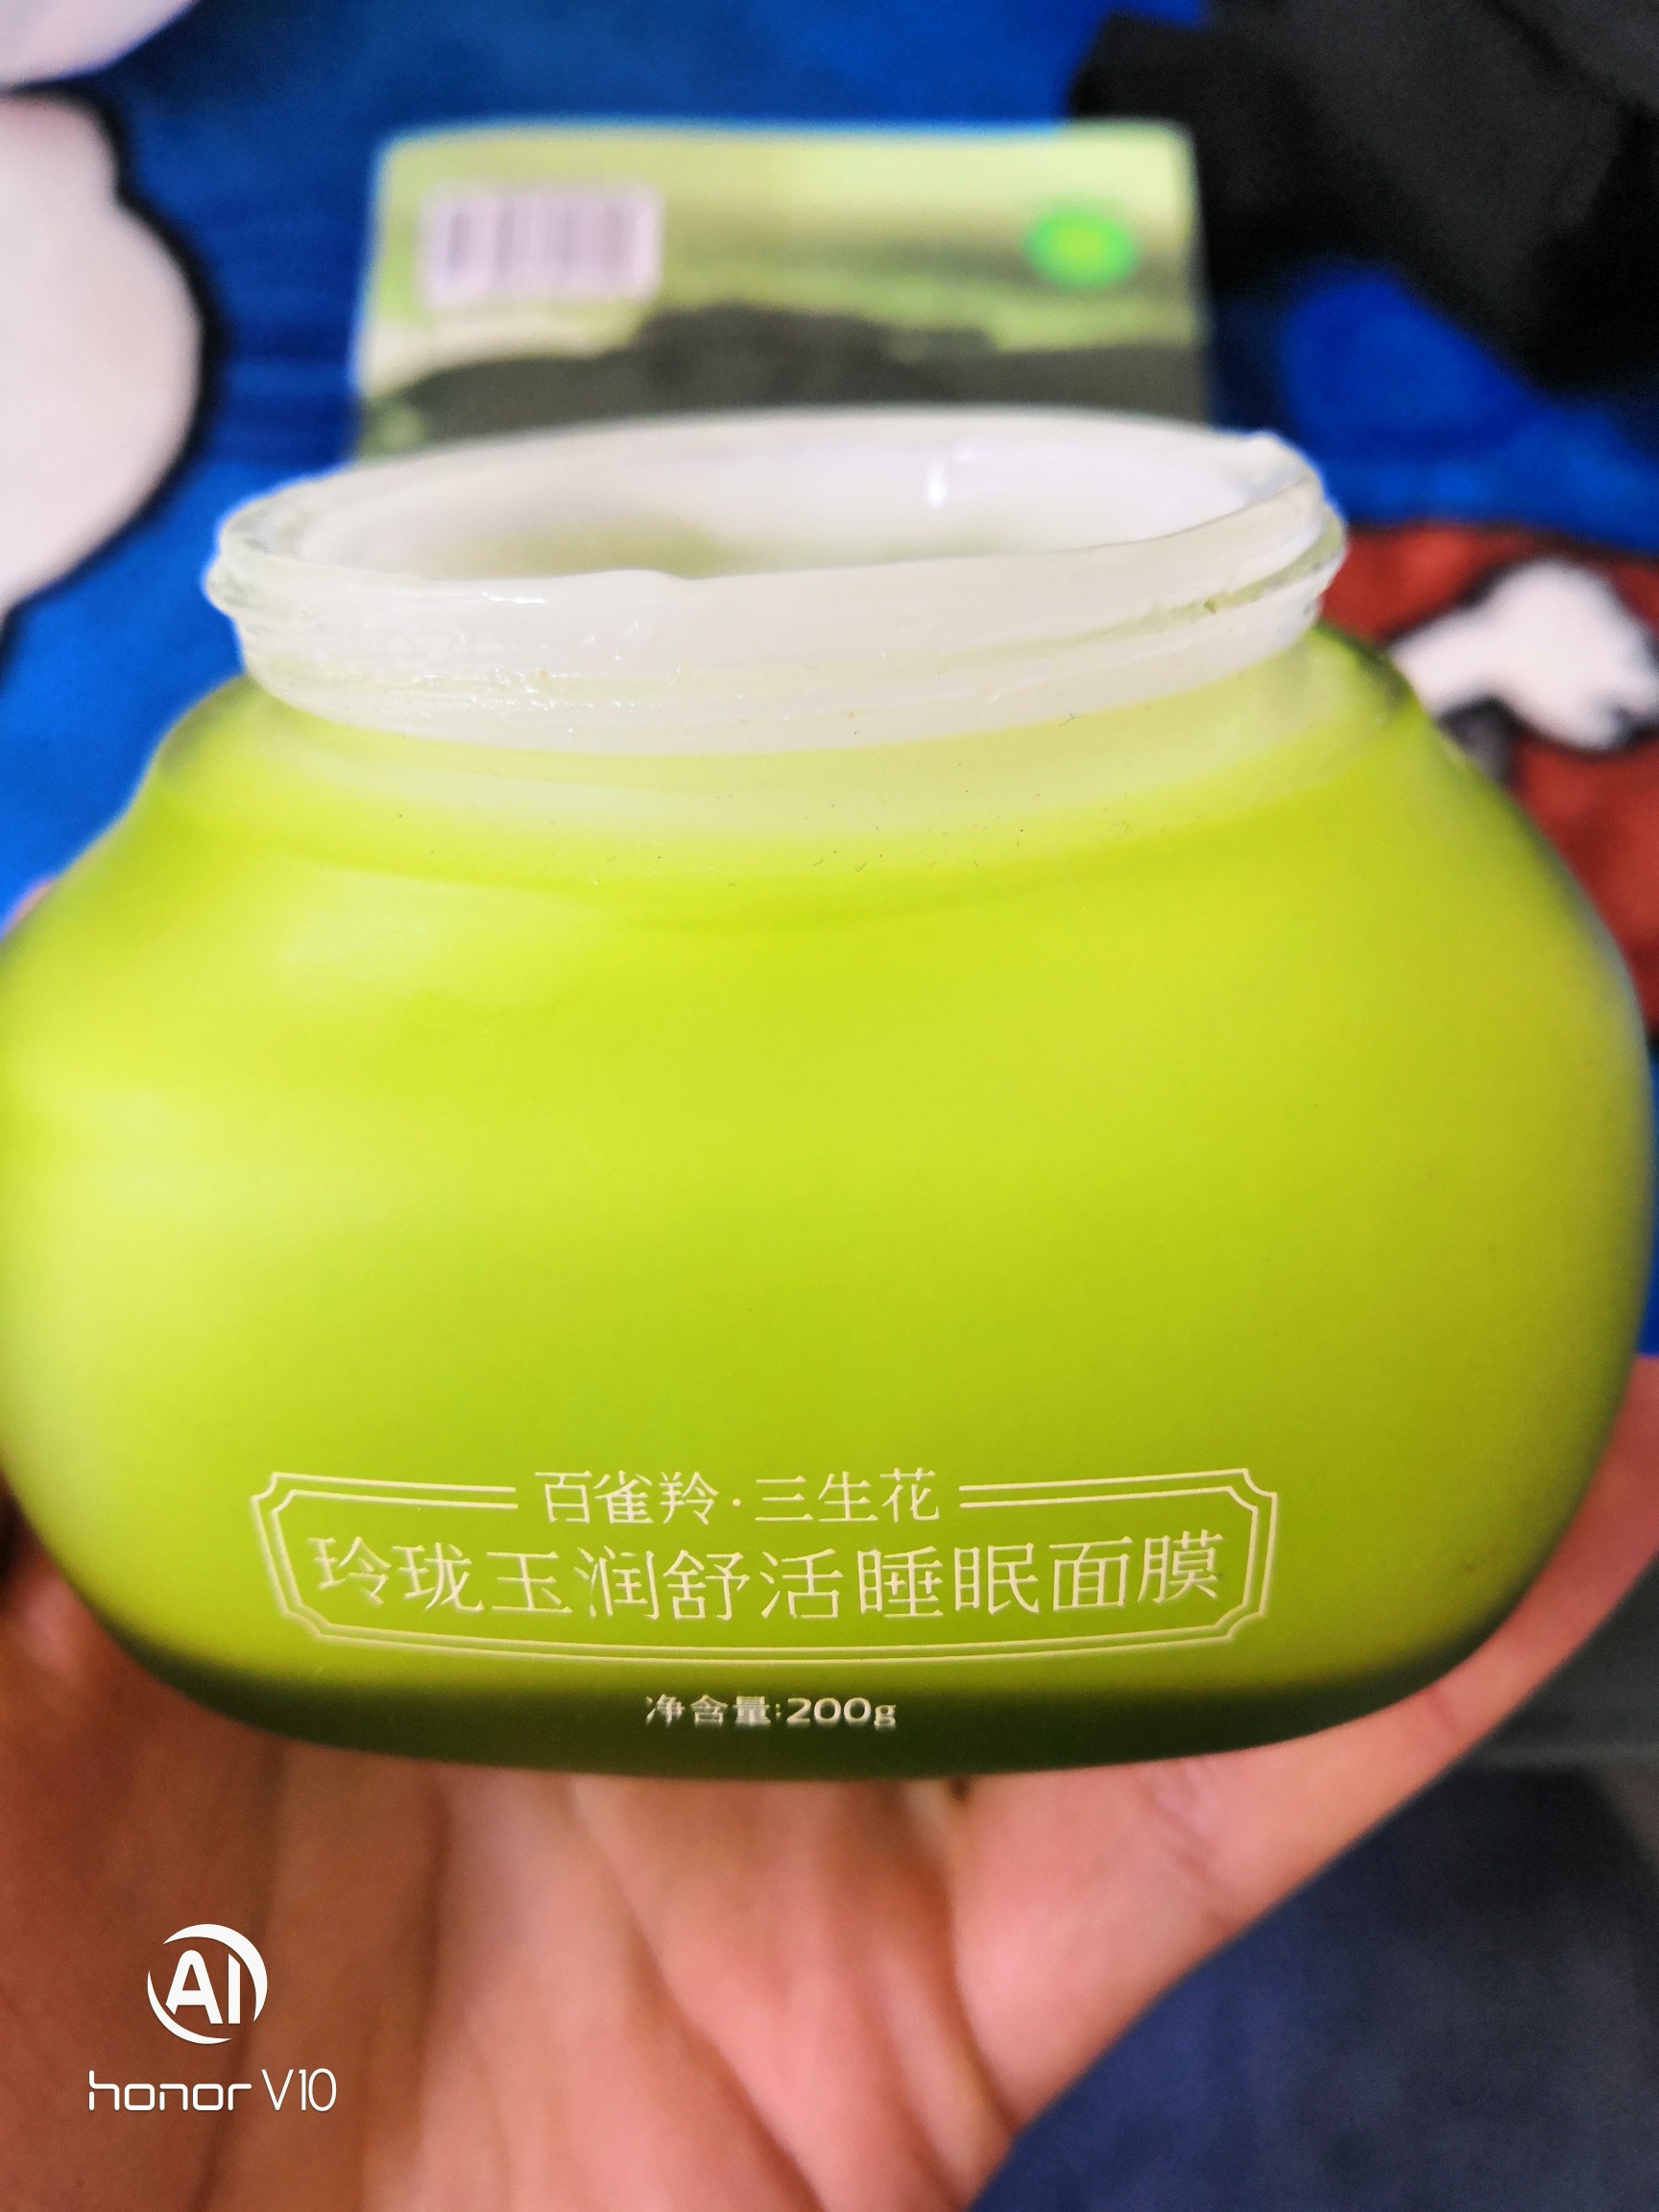 百雀羚·三生花
玲珑玉润舒活睡眠面膜
净含量:200g
AI
honor V10